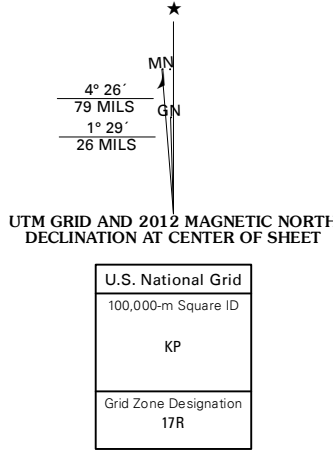 ★
MN
4° 26´
79 MILS
GN
1° 29´
26 MILS
UTM GRID AND 2012 MAGNETIC NORTH
DECLINATION AT CENTER OF SHEET
U.S. National Grid
100,000-m Square ID
KP
Grid Zone Designation
17R